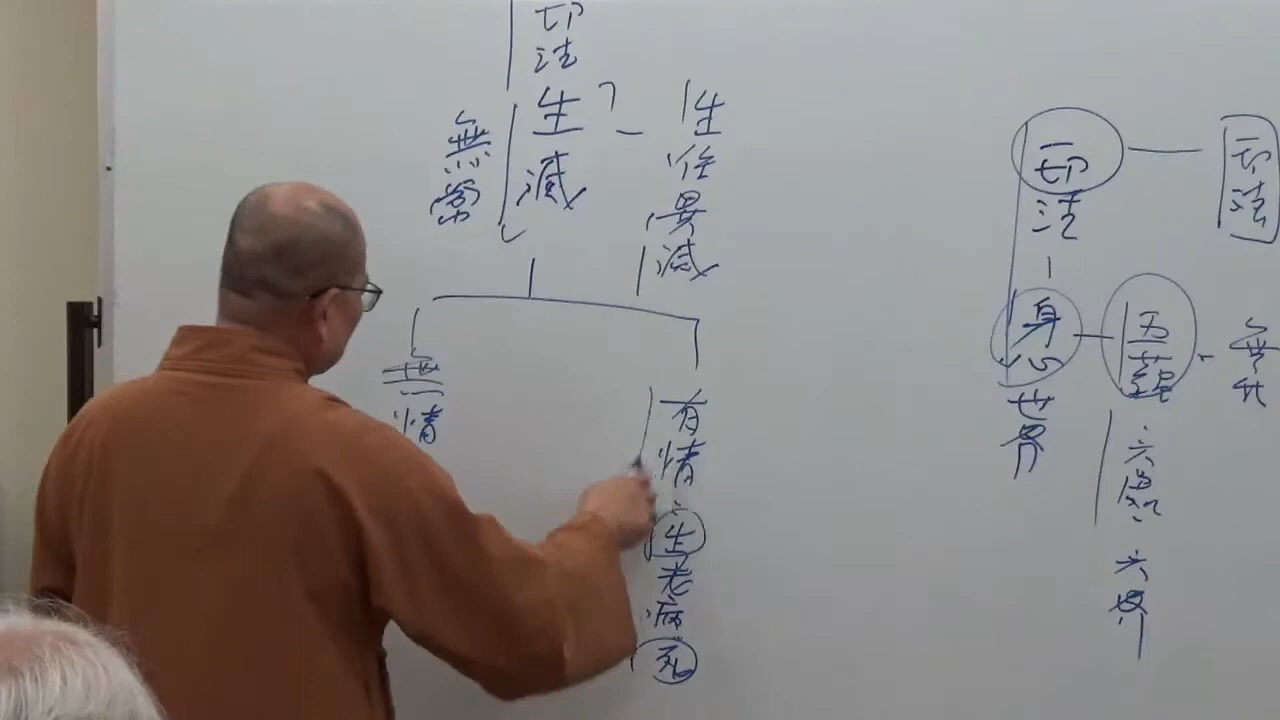 一切法
生滅
無常
生住異滅
無情
有情
生老病死
一切法
一切法
身心
世界
五蘊
六處
六界